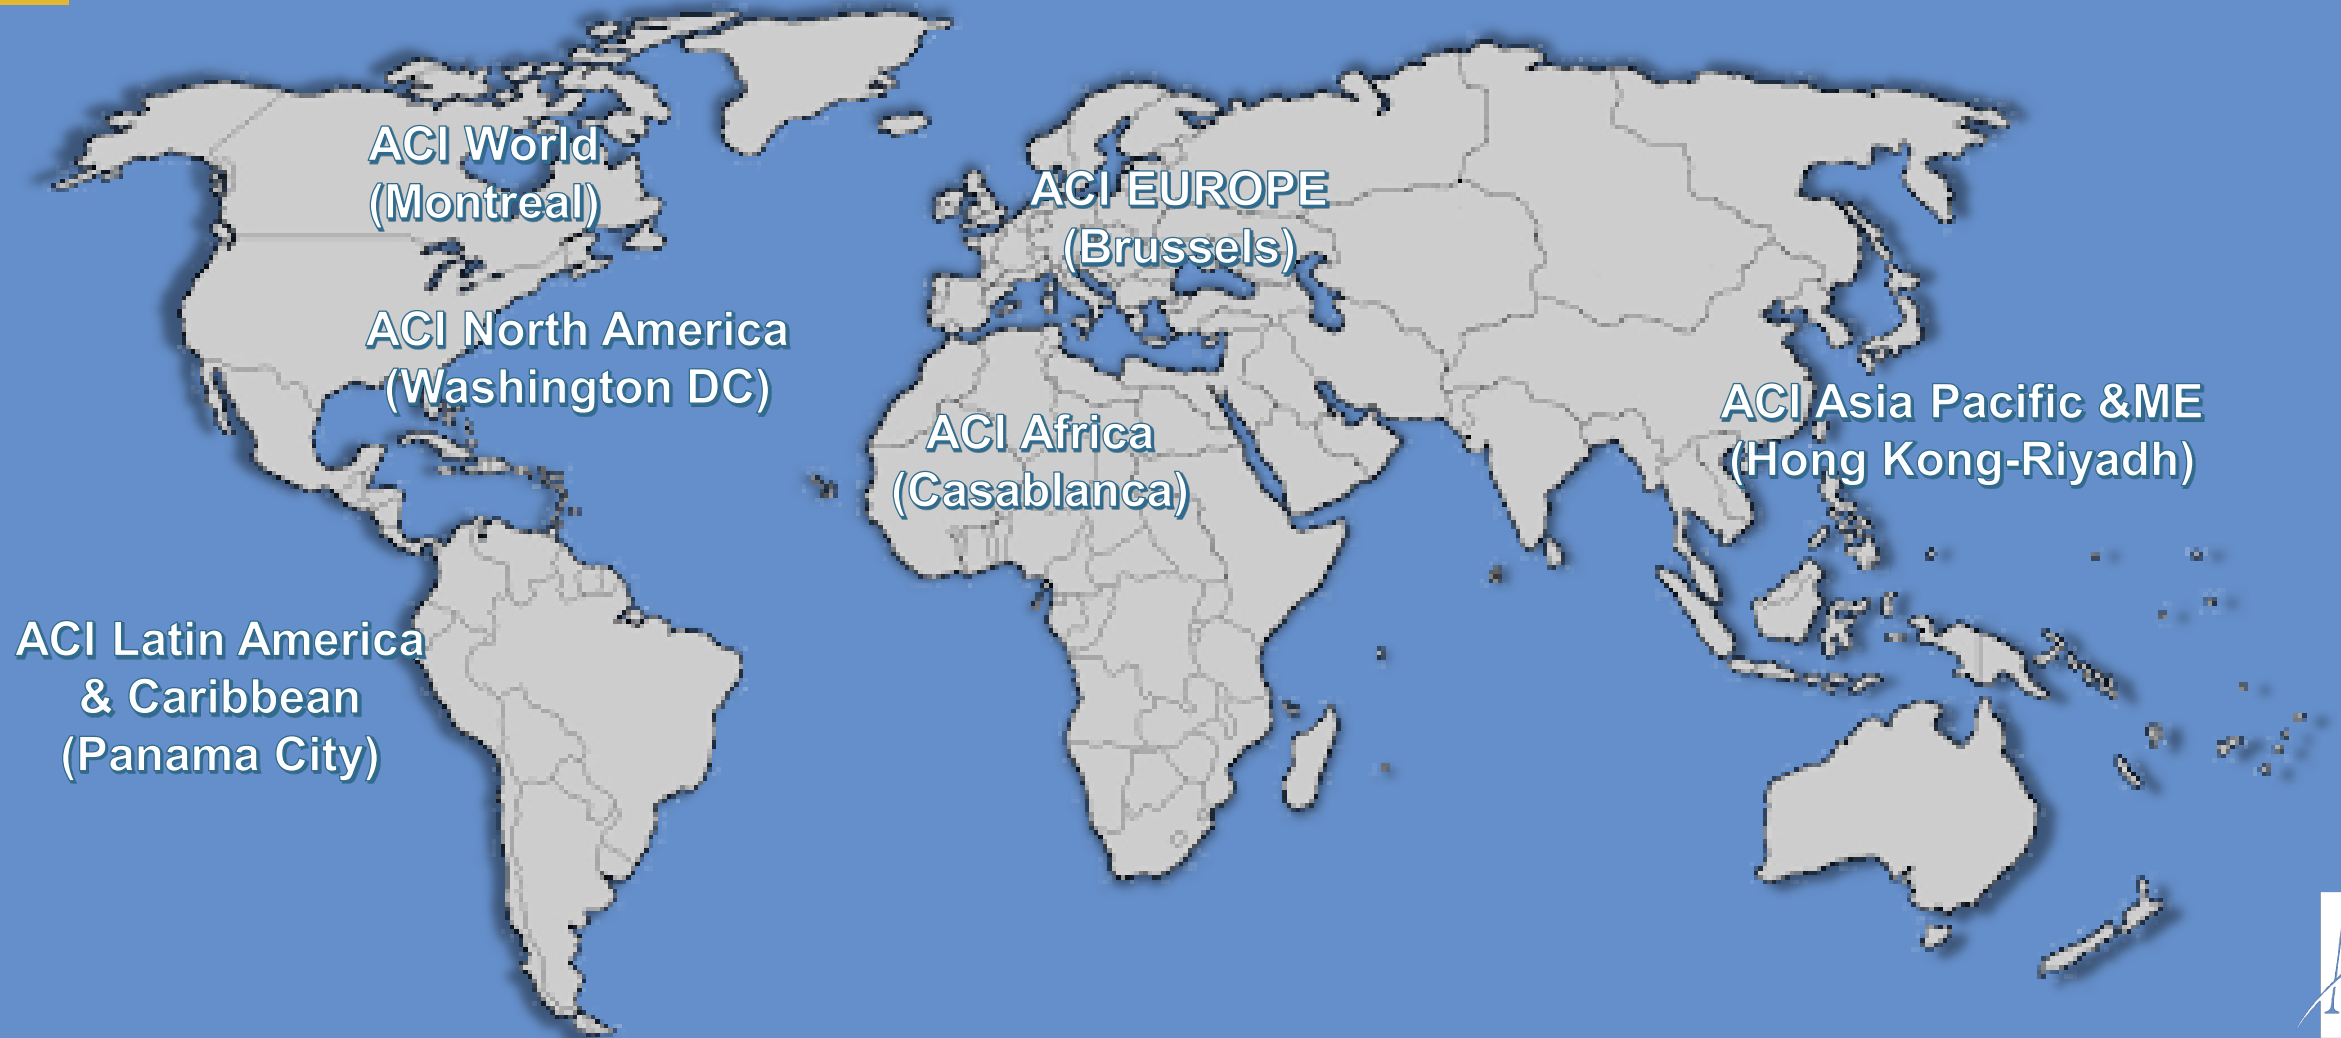 ACI World
(Montreal)
ACI EUROPE
(Brussels)
ACI North America
(Washington DC)
ACI Asia Pacific &ME
(Hong Kong-Riyadh)
ACI Africa
(Casablanca)
ACI Latin America
& Caribbean
(Panama City)